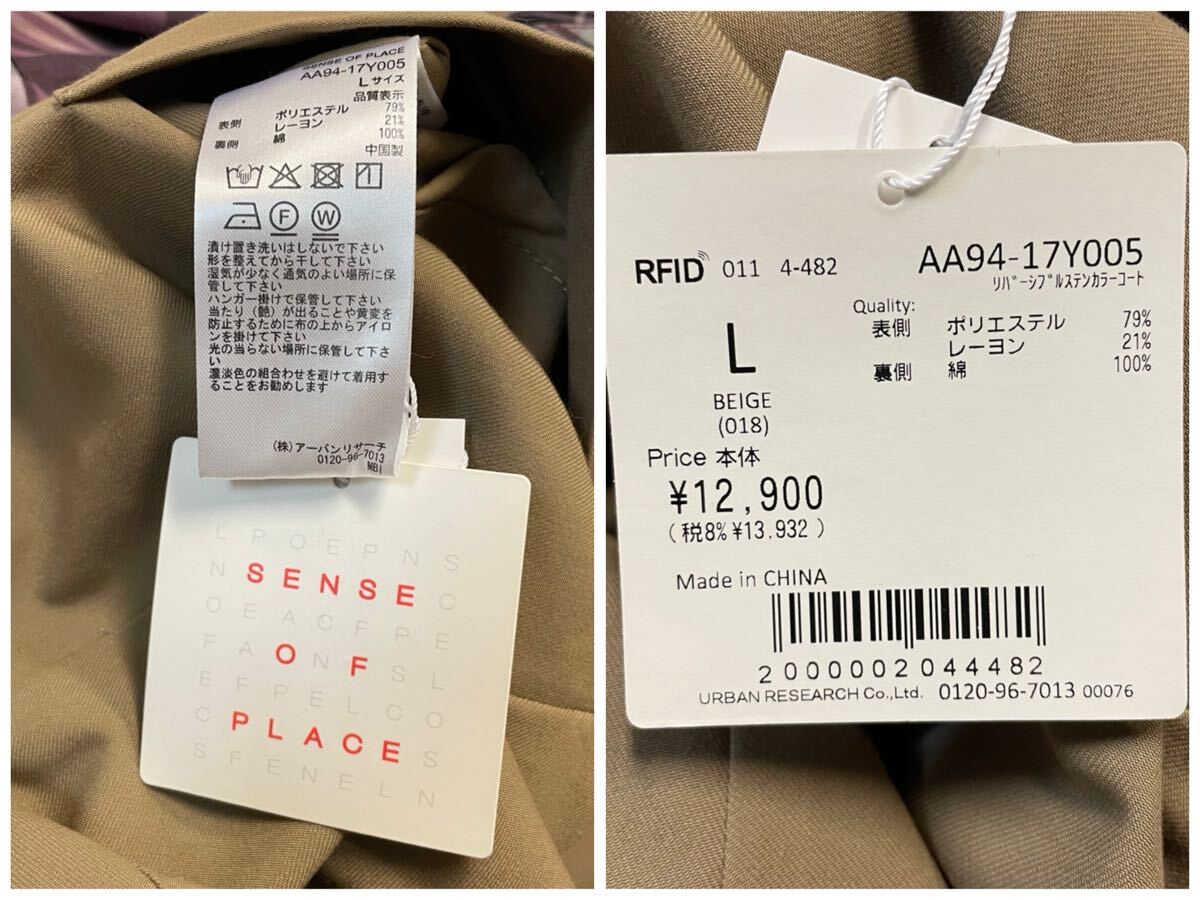 SENSE OF PLACE
AA94-17Y005
Lサイズ
品質表示
表側 ポリエステル 79%
レーヨン 21%
裏側 綿 100%
中国製
F W
漬け置き洗いはしないで下さい
形を整えてから干して下さい
湿気が少なく通気のよい場所に保
管して下さい
ハンガー掛けで保管して下さい
当たり(艶)が出ることや黄変を
防止するために布の上からアイロ
ンを掛けて下さい
光の当らない場所に保管して下さ
い
濃淡色の組合わせを避けて着用す
ることをお勧めします
(株)アーバンリサーチ
0120-96-7013
MBI
L P O E P N S
N S E N S E C
O E A C F P E
F A O N F S L
E F P E L C O
C P L A C E S
S F E N E L N
RFID 011 4-482
AA94-17Y005
リバーシブルステンカラーコート
Quality:
表側 ポリエステル 79%
レーヨン 21%
裏側 綿 100%
L
BEIGE
(018)
Price 本体
¥12,900
(税8%¥13,932)
Made in CHINA
2000002044482
URBAN RESEARCH Co.,Ltd. 0120-96-7013 00076